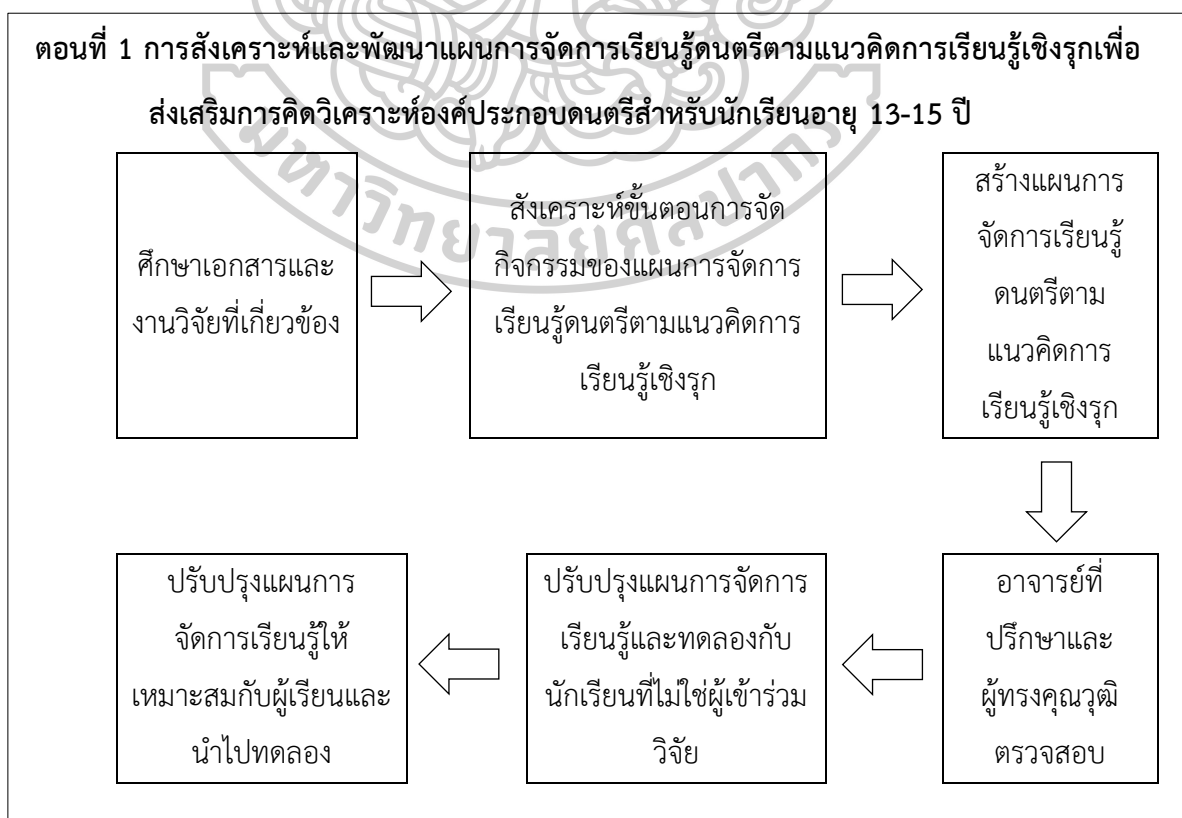 ตอนที่ 1 การสังเคราะห์และพัฒนาแผนการจัดการเรียนรู้ดนตรีตามแนวคิดการเรียนรู้เชิงรุกเพื่อ
ส่งเสริมการคิดวิเคราะห์องค์ประกอบดนตรีสำหรับนักเรียนอายุ 13-15 ปี
ศึกษาเอกสารและ
งานวิจัยที่เกี่ยวข้อง
สังเคราะห์ขั้นตอนการจัด
กิจกรรมของแผนการจัดการ
เรียนรู้ดนตรีตามแนวคิดการ
เรียนรู้เชิงรุก
สร้างแผนการ
จัดการเรียนรู้
ดนตรีตาม
แนวคิดการ
เรียนรู้เชิงรุก
อาจารย์ที่
ปรึกษาและ
ผู้ทรงคุณวุฒิ
ตรวจสอบ
ปรับปรุงแผนการจัดการ
เรียนรู้และทดลองกับ
นักเรียนที่ไม่ใช่ผู้เข้าร่วม
วิจัย
ปรับปรุงแผนการ
จัดการเรียนรู้ให้
เหมาะสมกับผู้เรียนและ
นำไปทดลอง
มหาวิทยาลัยศิลปากร